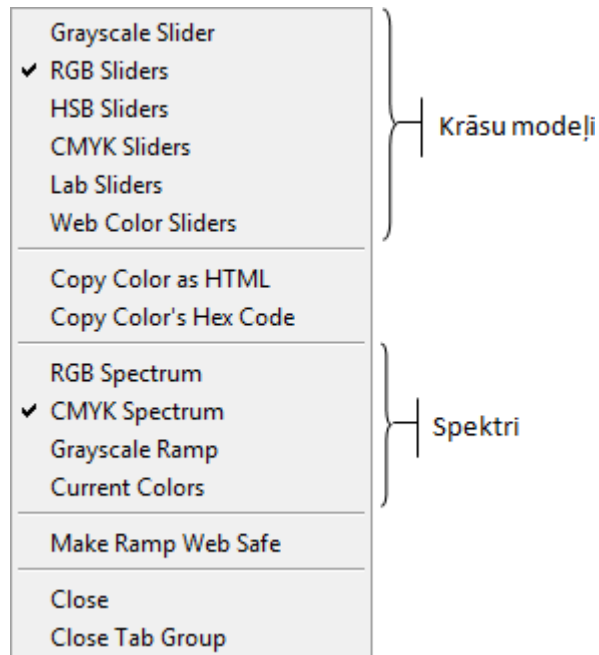 Grayscale Slider
✔ RGB Sliders
HSB Sliders
CMYK Sliders
Lab Sliders
Web Color Sliders
Krāsu modeļi
Copy Color as HTML
Copy Color's Hex Code
RGB Spectrum
✔ CMYK Spectrum
Grayscale Ramp
Current Colors
Spektri
Make Ramp Web Safe
Close
Close Tab Group